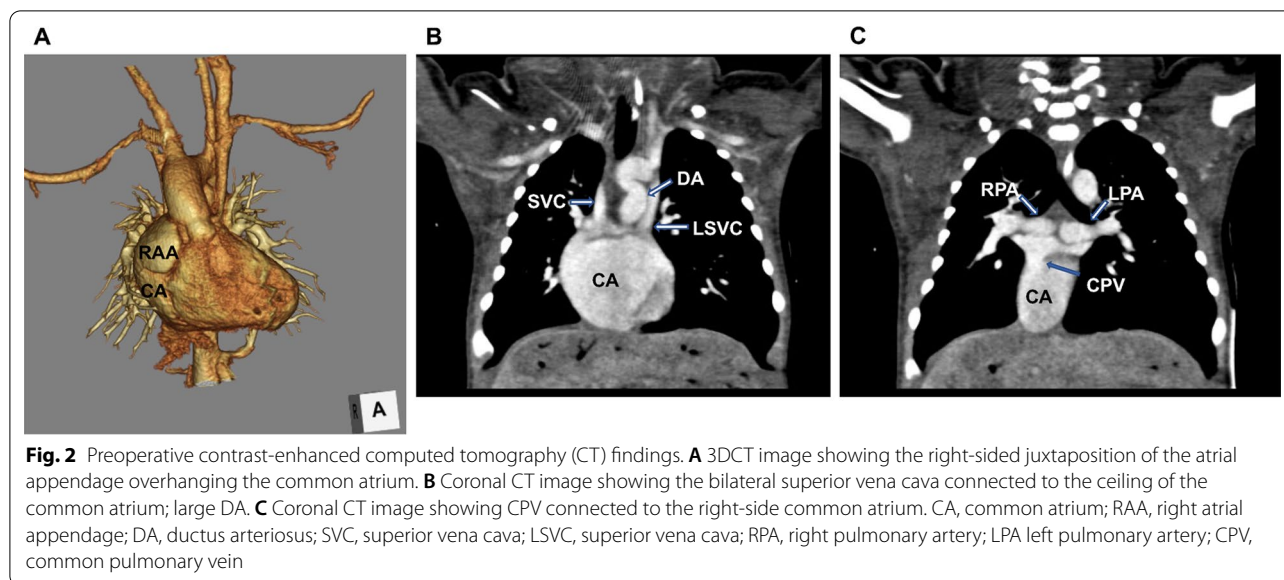 A
B
C
RAA
CA
A
SVC
DA
LSVC
CA
RPA
LPA
CPV
CA
Fig. 2 Preoperative contrast-enhanced computed tomography (CT) findings. A 3DCT image showing the right-sided juxtaposition of the atrial
appendage overhanging the common atrium. B Coronal CT image showing the bilateral superior vena cava connected to the ceiling of the
common atrium; large DA. C Coronal CT image showing CPV connected to the right-side common atrium. CA, common atrium; RAA, right atrial
appendage; DA, ductus arteriosus; SVC, superior vena cava; LSVC, superior vena cava; RPA, right pulmonary artery; LPA left pulmonary artery; CPV,
common pulmonary vein